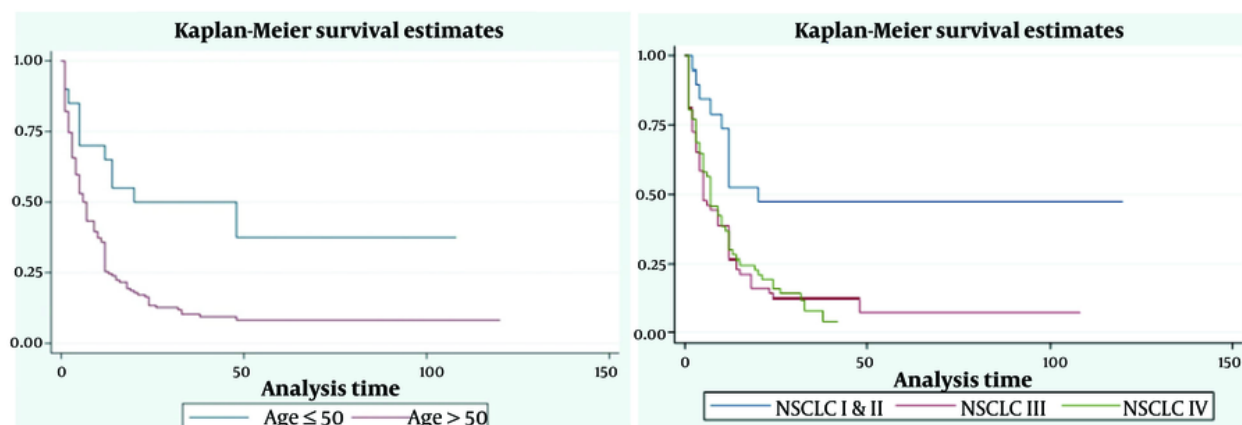 Kaplan-Meier survival estimates
1.00
0.75
0.50
0.25
0.00
0 50 100 150
Analysis time
Age ≤ 50 Age > 50
Kaplan-Meier survival estimates
1.00
0.75
0.50
0.25
0.00
0 50 100 150
Analysis time
NSCLC I & II NSCLC III NSCLC IV